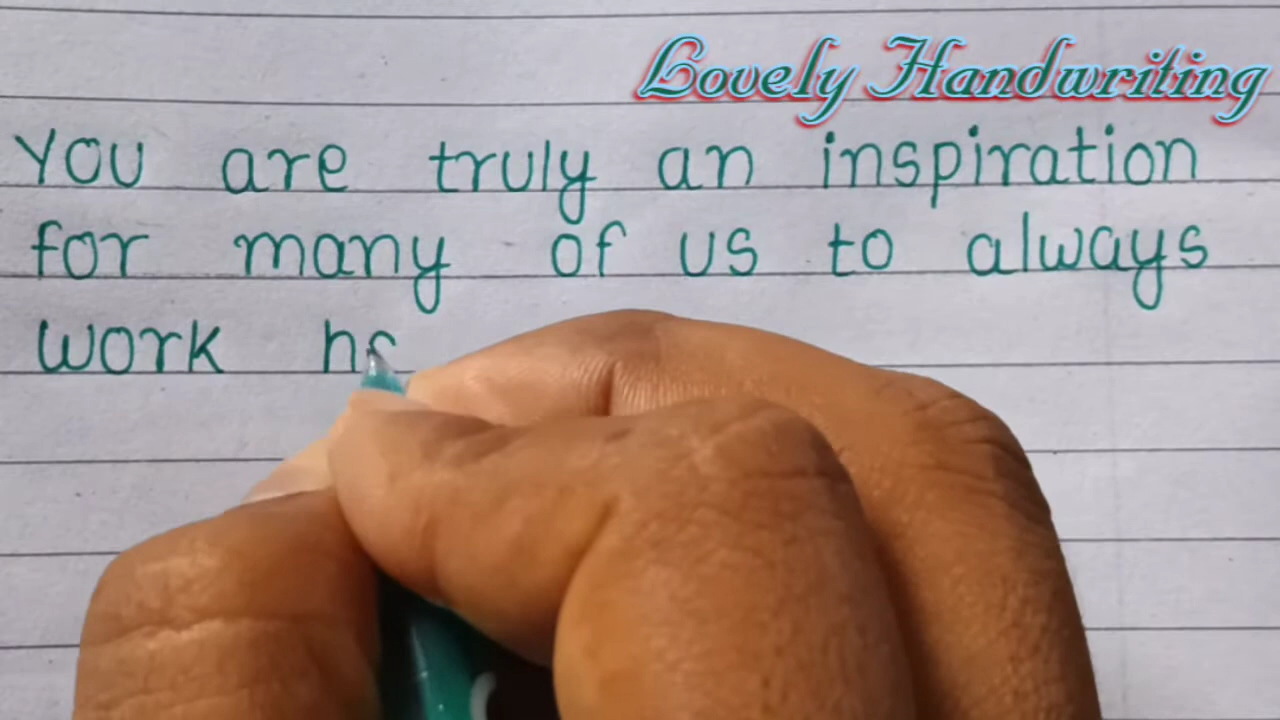 Lovely Handwriting
You are truly an inspiration
for many of us to always
work